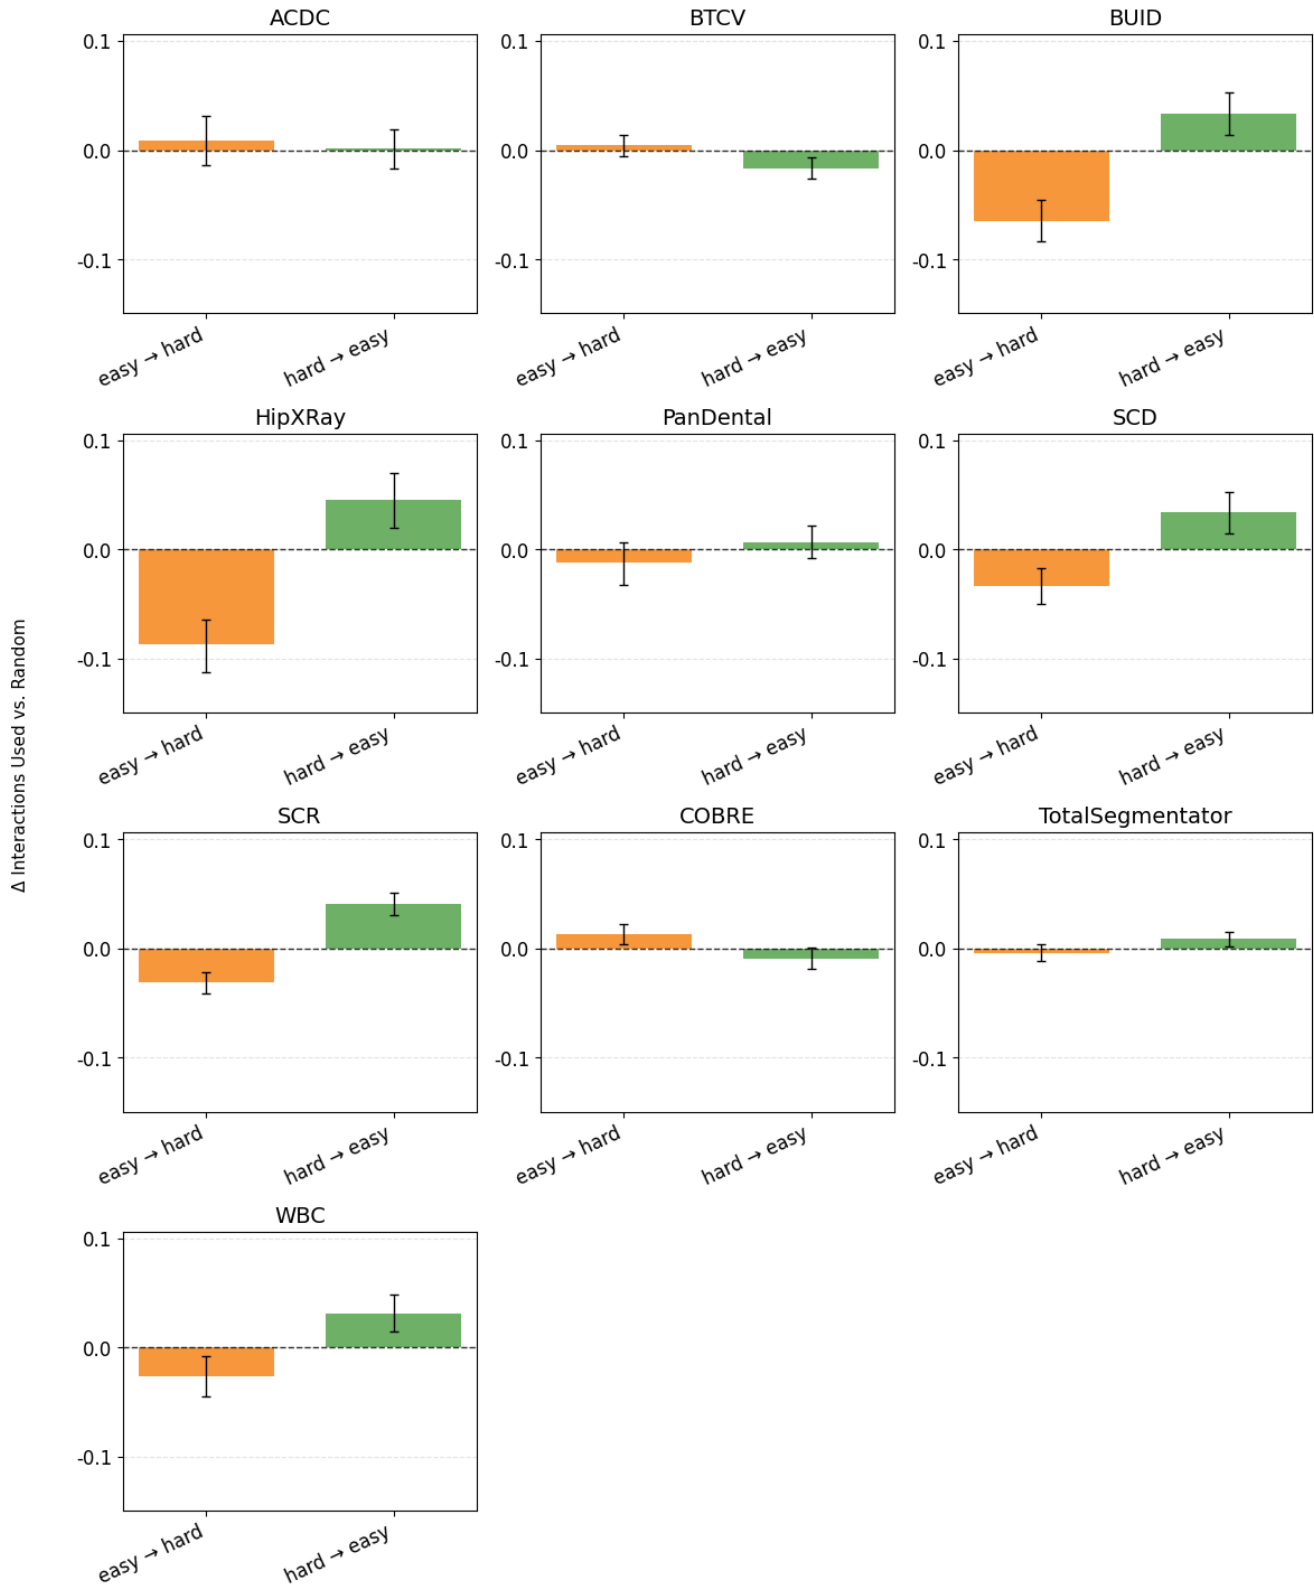 Δ Interactions Used vs. Random
ACDC
0.1
0.0
-0.1
easy → hard
hard → easy
BTCV
0.1
0.0
-0.1
easy → hard
hard → easy
BUID
0.1
0.0
-0.1
easy → hard
hard → easy
HipXRay
0.1
0.0
-0.1
easy → hard
hard → easy
PanDental
0.1
0.0
-0.1
easy → hard
hard → easy
SCD
0.1
0.0
-0.1
easy → hard
hard → easy
SCR
0.1
0.0
-0.1
easy → hard
hard → easy
COBRE
0.1
0.0
-0.1
easy → hard
hard → easy
TotalSegmentator
0.1
0.0
-0.1
easy → hard
hard → easy
WBC
0.1
0.0
-0.1
easy → hard
hard → easy